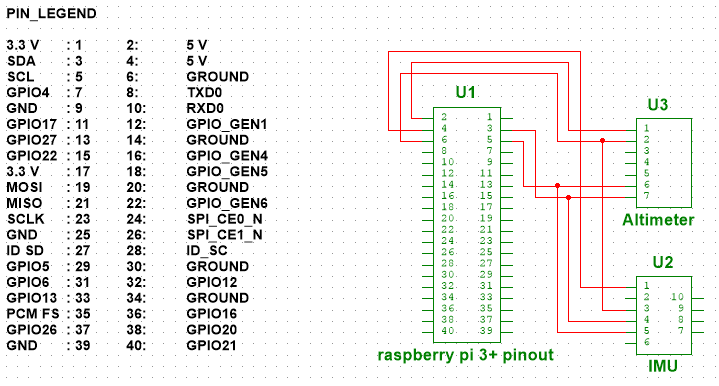 PIN_LEGEND
3.3 V : 1 2: 5 V
SDA : 3 4: 5 V
SCL : 5 6: GROUND
GPIO4 : 7 8: TXD0
GND : 9 10: RXD0
GPIO17 : 11 12: GPIO_GEN1
GPIO27 : 13 14: GROUND
GPIO22 : 15 16: GPIO_GEN4
3.3 V : 17 18: GPIO_GEN5
MOSI : 19 20: GROUND
MISO : 21 22: GPIO_GEN6
SCLK : 23 24: SPI_CE0_N
GND : 25 26: SPI_CE1_N
ID SD : 27 28: ID_SC
GPIO5 : 29 30: GROUND
GPIO6 : 31 32: GPIO12
GPIO13 : 33 34: GROUND
PCM FS : 35 36: GPIO16
GPIO26 : 37 38: GPIO20
GND : 39 40: GPIO21
U1
2 1
4 3
6 5
8 7
10 9
12 11
14 13
16 15
18 17
20 19
22 21
24 23
26 25
28 27
30 29
32 31
34 33
36 35
38 37
40 39
raspberry pi 3+ pinout
U3
1
2
3
4
5
6
7
Altimeter
U2
1
2 10
3 9
4 8
5 7
6
IMU